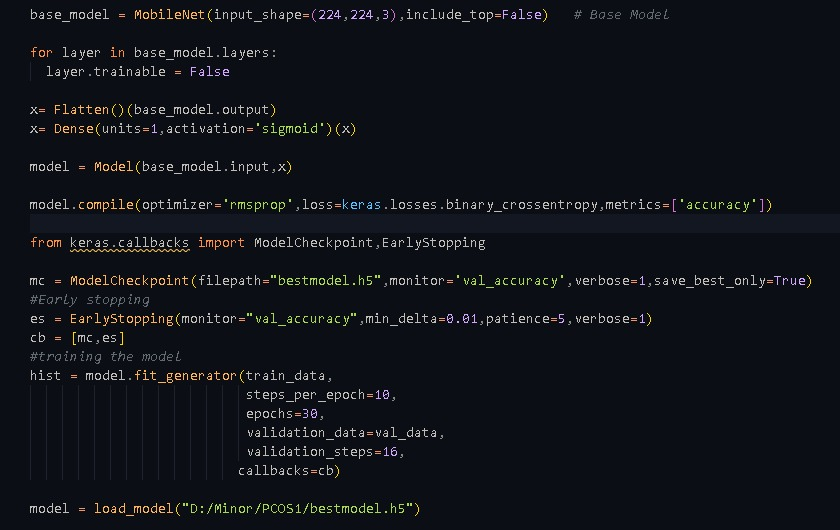 base_model = MobileNet(input_shape=(224,224,3),include_top=False)   # Base Model
for layer in base_model.layers:
  layer.trainable = False
x= Flatten()(base_model.output)
x= Dense(units=1,activation='sigmoid')(x)
model = Model(base_model.input,x)
model.compile(optimizer='rmsprop',loss=keras.losses.binary_crossentropy,metrics=['accuracy'])
from keras.callbacks import ModelCheckpoint,EarlyStopping
mc = ModelCheckpoint(filepath="bestmodel.h5",monitor='val_accuracy',verbose=1,save_best_only=True)
#Early stopping
es = EarlyStopping(monitor="val_accuracy",min_delta=0.01,patience=5,verbose=1)
cb = [mc,es]
#training the model
hist = model.fit_generator(train_data,
                           steps_per_epoch=10,
                           epochs=30,
                           validation_data=val_data,
                           validation_steps=16,
                          callbacks=cb)
model = load_model("D:/Minor/PCOS1/bestmodel.h5")